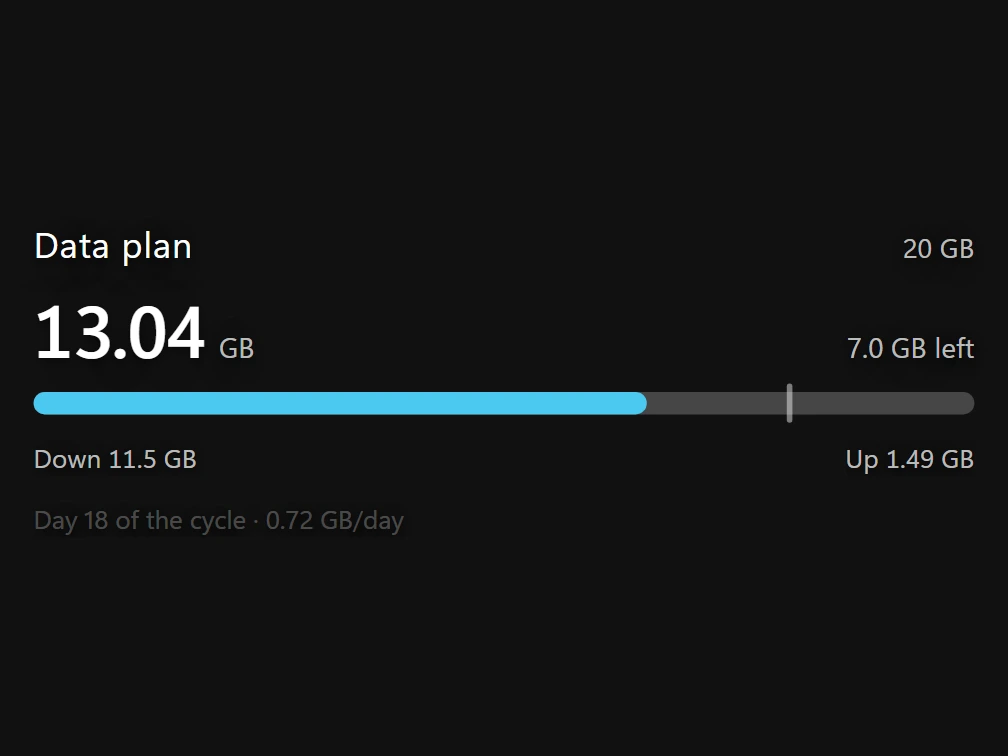 Data plan 20 GB
13.04 GB 7.0 GB left
Down 11.5 GB Up 1.49 GB
Day 18 of the cycle · 0.72 GB/day